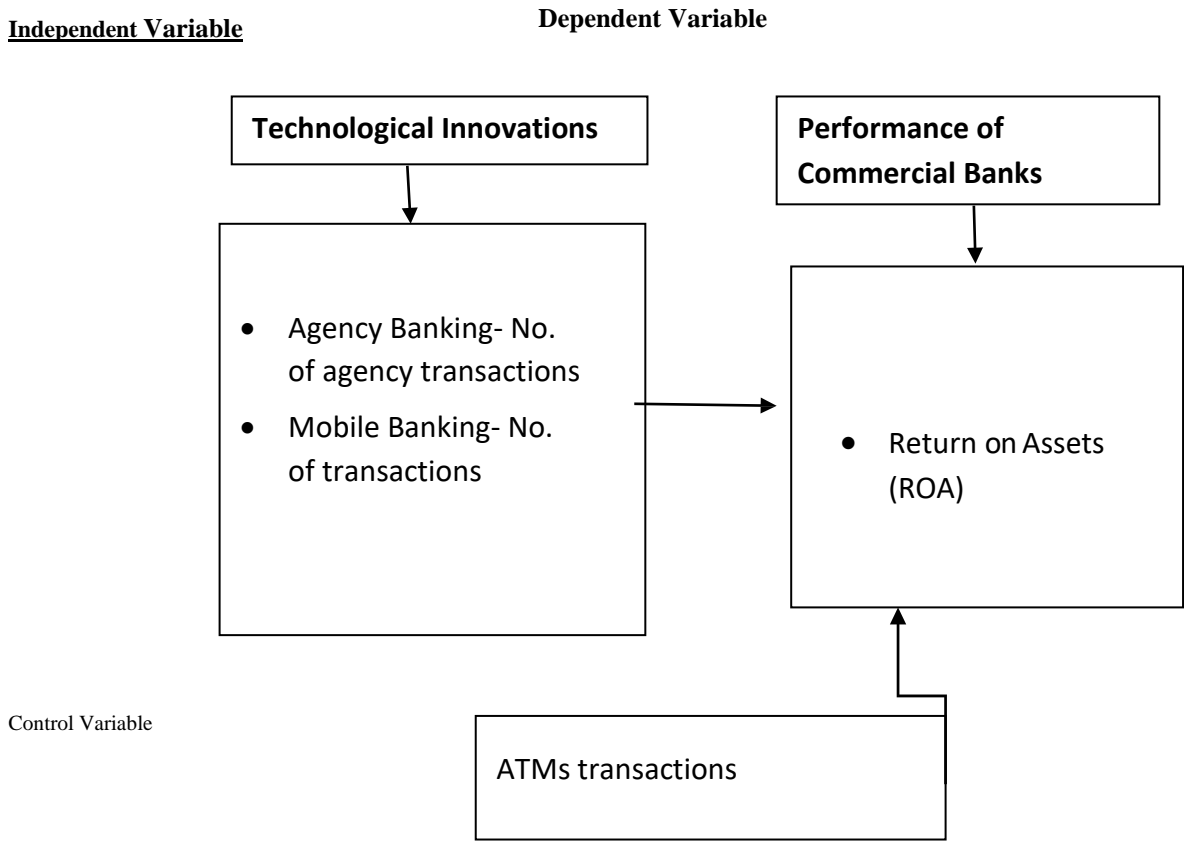 Independent Variable
Dependent Variable
Technological Innovations
Performance of
Commercial Banks
• Agency Banking- No.
of agency transactions
• Mobile Banking- No.
of transactions
• Return on Assets
(ROA)
Control Variable
ATMs transactions